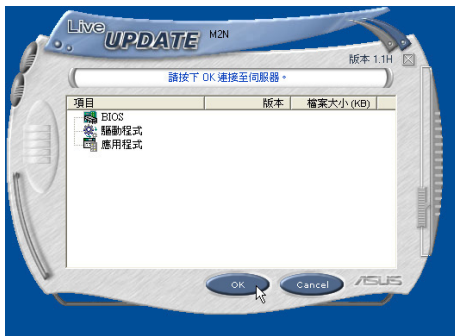 Live
UPDATE M2N
版本 1.1H
請按下 OK 連接至伺服器。
項目 版本 檔案大小 (KB)
BIOS
驅動程式
應用程式
OK Cancel ASUS